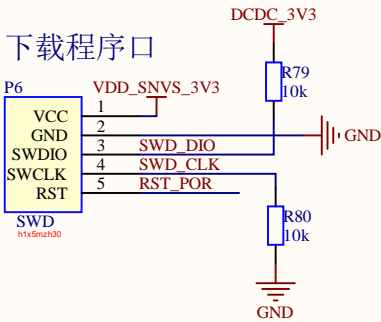 DCDC_3V3
下载程序口
R79
10k
P6
VDD_SNVS_3V3
VCC
1
GND
2
GND
SWDIO
3
SWD_DIO
SWCLK
4
SWD_CLK
RST
5
RST_POR
SWD
h1x5mzh30
R80
10k
GND